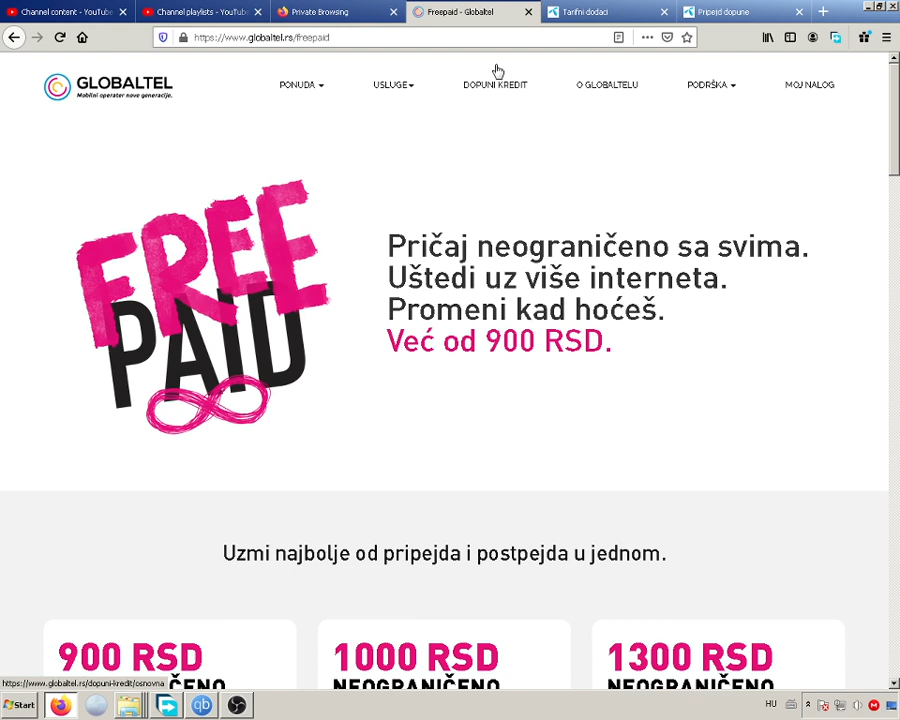 Channel content - YouTube
Channel playlists - YouTube
Private Browsing
Freepaid - Globaltel
Tarifni dodaci
Pripejd dopune
https://www.globaltel.rs/freepaid
GLOBALTEL
Mobilni operater nove generacije.
PONUDA
USLUGE
DOPUNI KREDIT
O GLOBALTELU
PODRŠKA
MOJ NALOG
FREE
PAID
Pričaj neograničeno sa svima.
Uštedi uz više interneta.
Promeni kad hoćeš.
Već od 900 RSD.
Uzmi najbolje od pripejda i postpejda u jednom.
900 RSD
1000 RSD
1300 RSD
NEOGRANIČENO
NEOGRANIČENO
https://www.globaltel.rs/dopuni-kredit/osnovna
Start
qb
HU